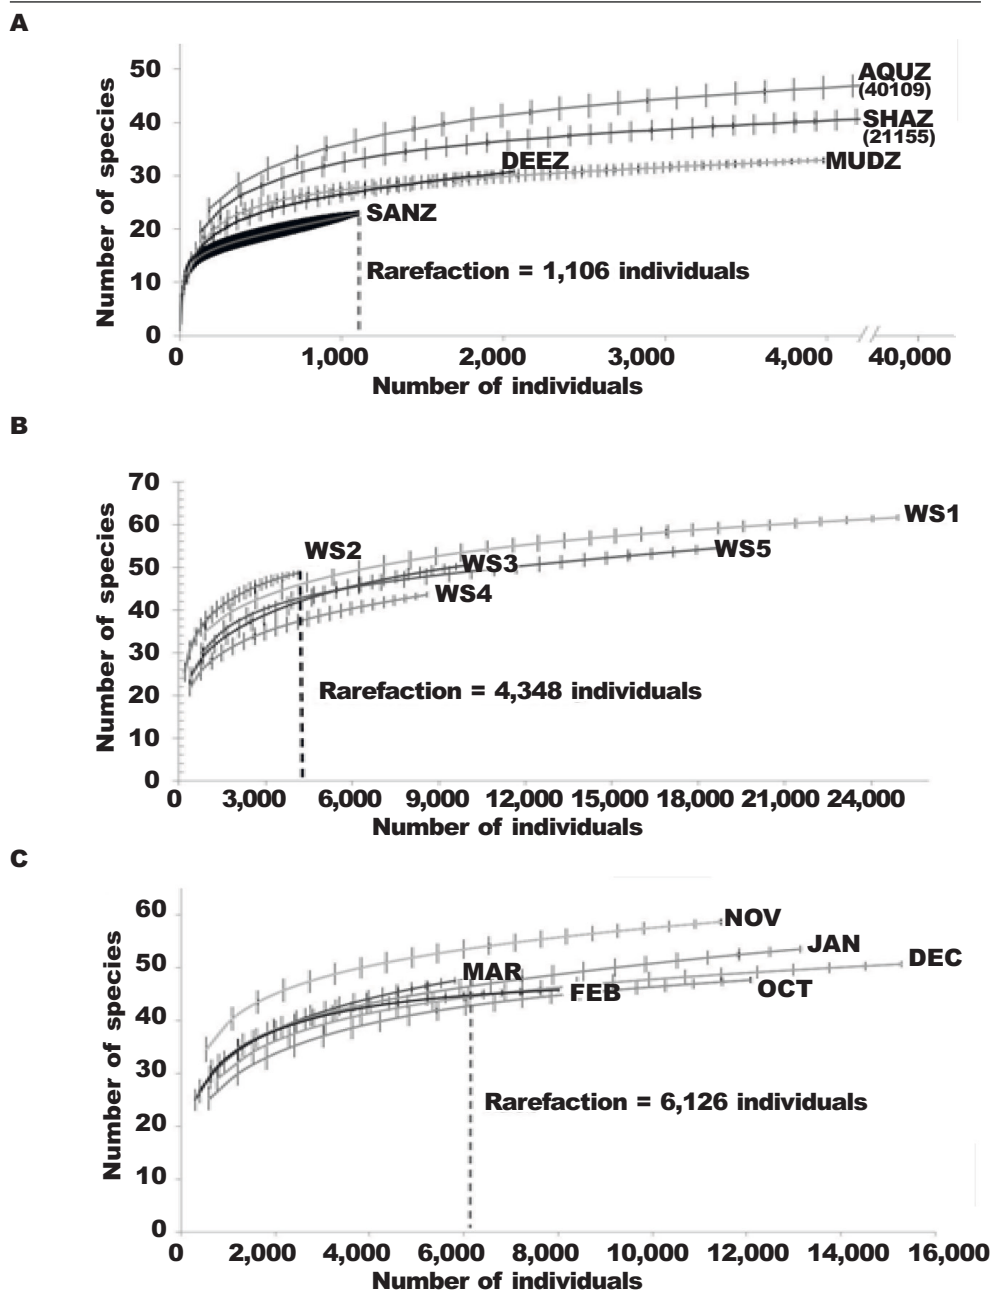 A
50
40
30
20
10
0
Number of species
AQUZ
(40109)
SHAZ
(21155)
DEEZ
MUDZ
SANZ
Rarefaction = 1,106 individuals
0 1,000 2,000 3,000 4,000 40,000
Number of individuals
B
70
60
50
40
30
20
10
0
Number of species
WS1
WS2
WS5
WS3
WS4
Rarefaction = 4,348 individuals
0 3,000 6,000 9,000 12,000 15,000 18,000 21,000 24,000
Number of individuals
C
60
50
40
30
20
10
0
Number of species
NOV
JAN
DEC
MAR
OCT
FEB
Rarefaction = 6,126 individuals
0 2,000 4,000 6,000 8,000 10,000 12,000 14,000 16,000
Number of individuals